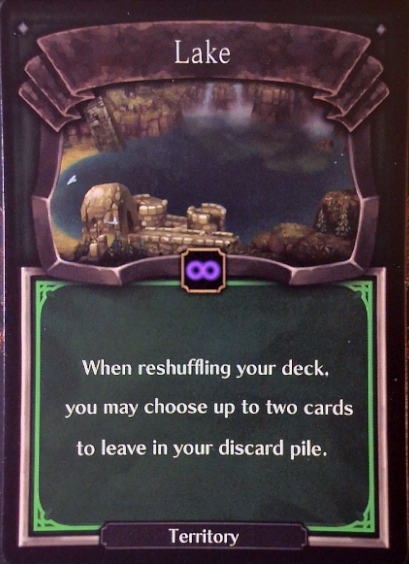 Lake
∞
When reshuffling your deck,
you may choose up to two cards
to leave in your discard pile.
Territory